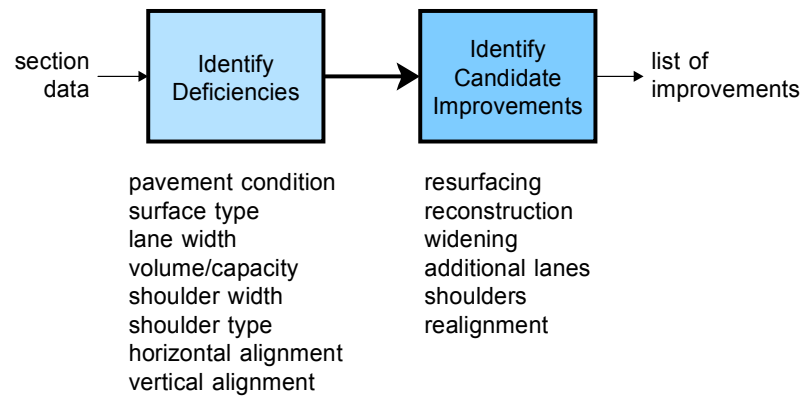 section
data
Identify
Deficiencies
Identify
Candidate
Improvements
list of
improvements
pavement condition
surface type
lane width
volume/capacity
shoulder width
shoulder type
horizontal alignment
vertical alignment
resurfacing
reconstruction
widening
additional lanes
shoulders
realignment